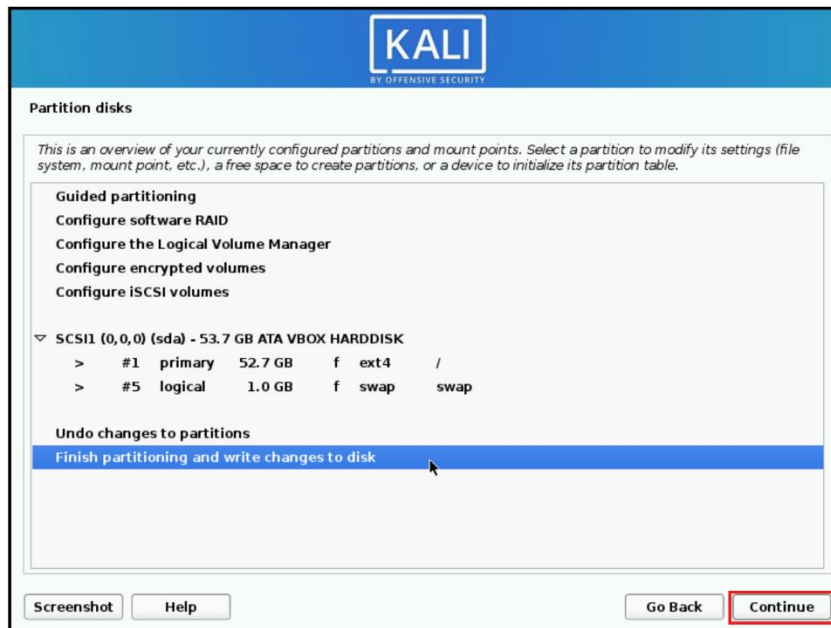 KALI
BY OFFENSIVE SECURITY
Partition disks
This is an overview of your currently configured partitions and mount points. Select a partition to modify its settings (file
system, mount point, etc.), a free space to create partitions, or a device to initialize its partition table.
Guided partitioning
Configure software RAID
Configure the Logical Volume Manager
Configure encrypted volumes
Configure iSCSI volumes
SCSI1 (0,0,0) (sda) - 53.7 GB ATA VBOX HARDDISK
> #1 primary 52.7 GB f ext4 /
> #5 logical 1.0 GB f swap swap
Undo changes to partitions
Finish partitioning and write changes to disk
Screenshot Help Go Back Continue